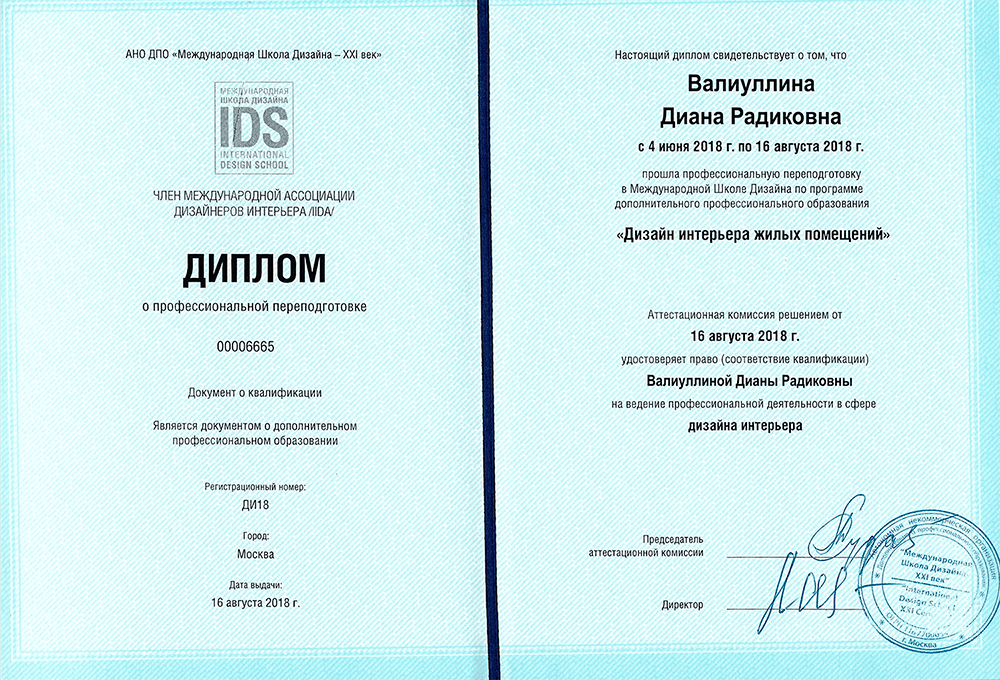 АНО ДПО «Международная Школа Дизайна – XXI век»
МЕЖДУНАРОДНАЯ
ШКОЛА ДИЗАЙНА
IDS
INTERNATIONAL
DESIGN SCHOOL
ЧЛЕН МЕЖДУНАРОДНОЙ АССОЦИАЦИИ
ДИЗАЙНЕРОВ ИНТЕРЬЕРА /IIDA/
ДИПЛОМ
о профессиональной переподготовке
00006665
Документ о квалификации
Является документом о дополнительном
профессиональном образовании
Регистрационный номер:
ДИ18
Город:
Москва
Дата выдачи:
16 августа 2018 г.
Настоящий диплом свидетельствует о том, что
Валиуллина
Диана Радиковна
с 4 июня 2018 г. по 16 августа 2018 г.
прошла профессиональную переподготовку
в Международной Школе Дизайна по программе
дополнительного профессионального образования
«Дизайн интерьера жилых помещений»
Аттестационная комиссия решением от
16 августа 2018 г.
удостоверяет право (соответствие квалификации)
Валиуллиной Дианы Радиковны
на ведение профессиональной деятельности в сфере
дизайна интерьера
Председатель
аттестационной комиссии
Директор
некоммерческая организация
"Международная
Школа Дизайна
XXI век"
"International
Design School
г. Москва